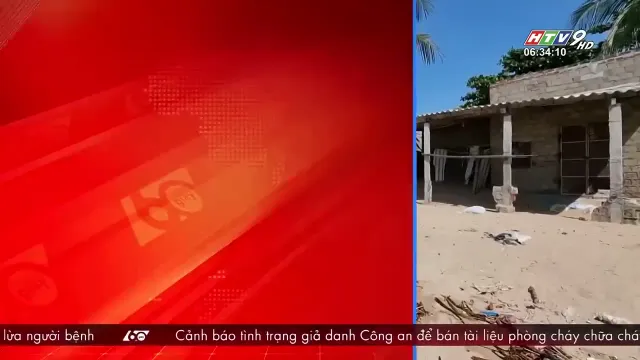 HTV9 HD
06:34:10
lừa người bệnh 60 Cảnh báo tình trạng giả danh Công an để bán tài liệu phòng cháy chữa chá